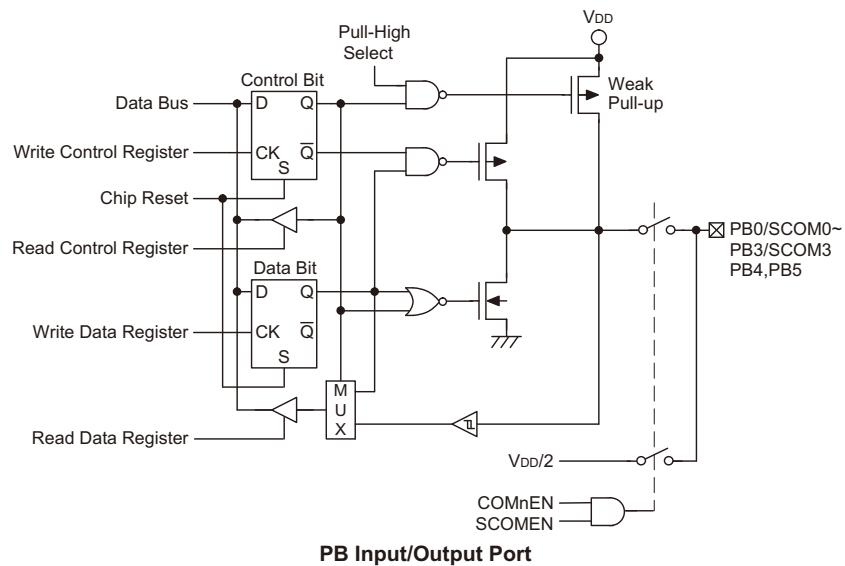 VDD
Pull-High
Select
Weak
Pull-up
Control Bit
Data Bus
D
Q
Write Control Register
CK
Q̅
S
Chip Reset
Read Control Register
PB0/SCOM0~
PB3/SCOM3
PB4,PB5
Data Bit
D
Q
Write Data Register
CK
Q̅
S
M
U
X
Read Data Register
VDD/2
COMnEN
SCOMEN
PB Input/Output Port